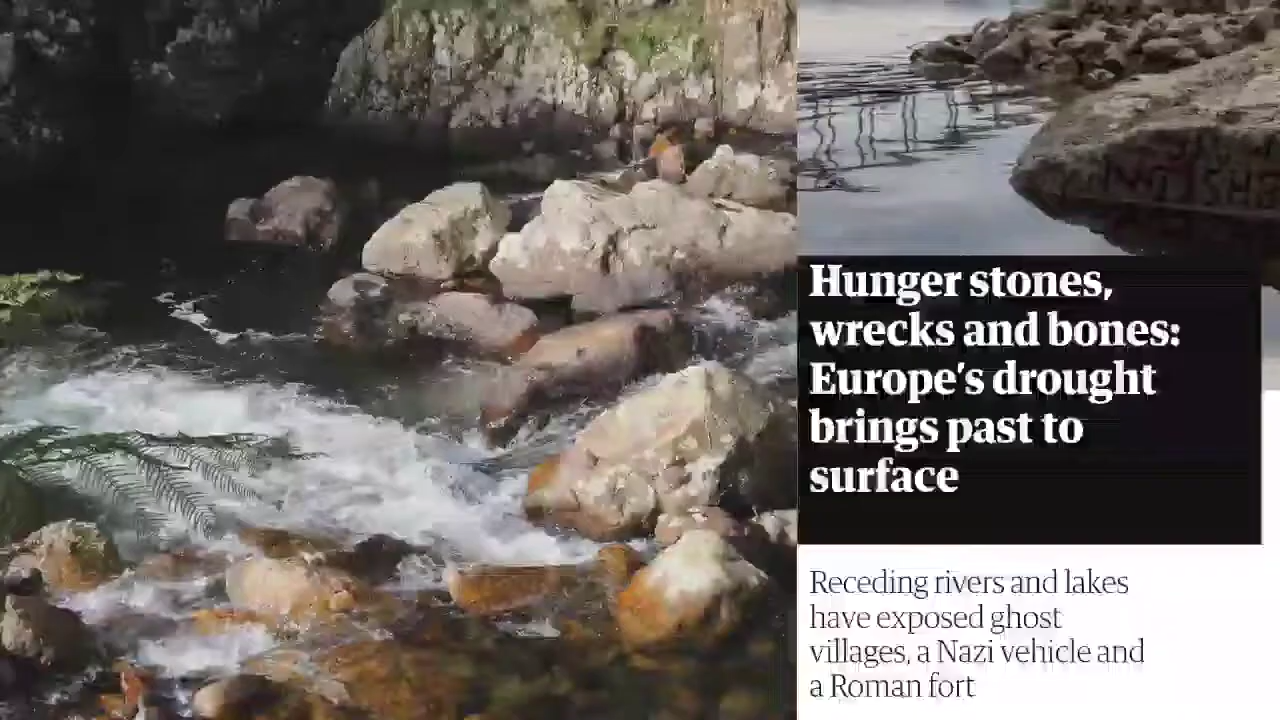 Hunger stones,
wrecks and bones:
Europe's drought
brings past to
surface
Receding rivers and lakes
have exposed ghost
villages, a Nazi vehicle and
a Roman fort